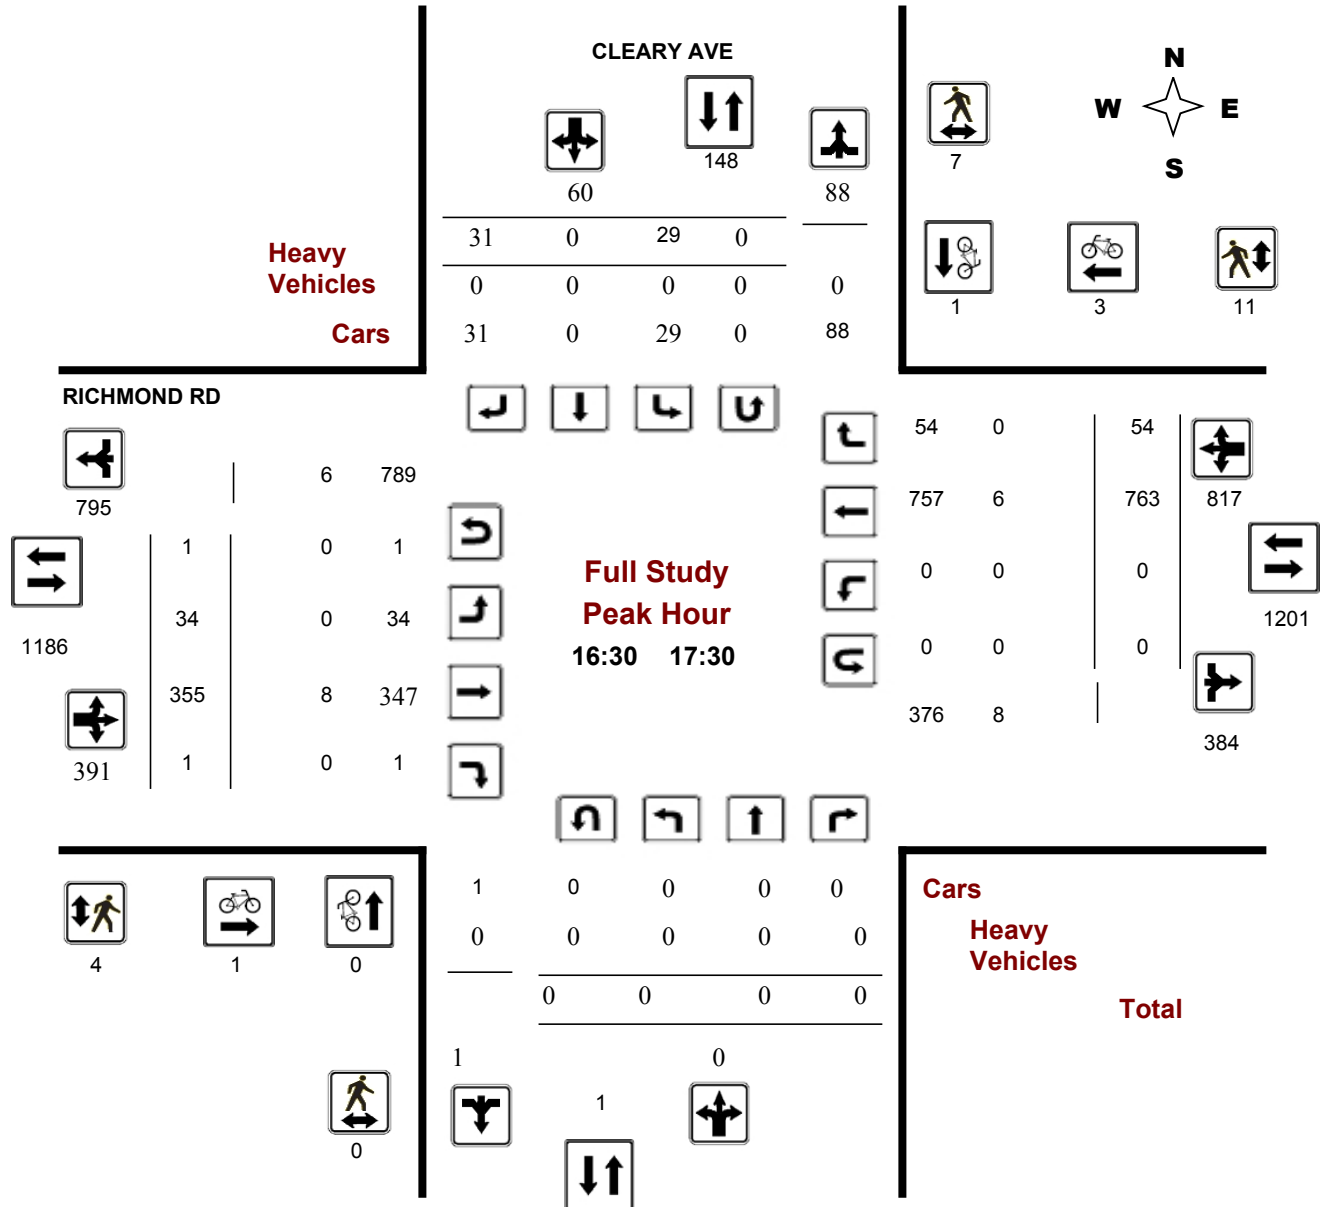 CLEARY AVE
N
W E
S
148
7
60
88
31 0 29 0
Heavy
Vehicles
0 0 0 0 0
1 3 11
Cars
31 0 29 0 88
RICHMOND RD
54 0 54
6 789
795
757 6 763 817
1 0 1
Full Study
0 0 0
34 0 34
Peak Hour
1201
1186
16:30 17:30
0 0 0
355 8 347
376 8
384
391
1 0 1
1 0 0 0 0
Cars
0 0 0 0 0
Heavy
Vehicles
4 1 0
0 0 0 0
Total
1 0
1
0